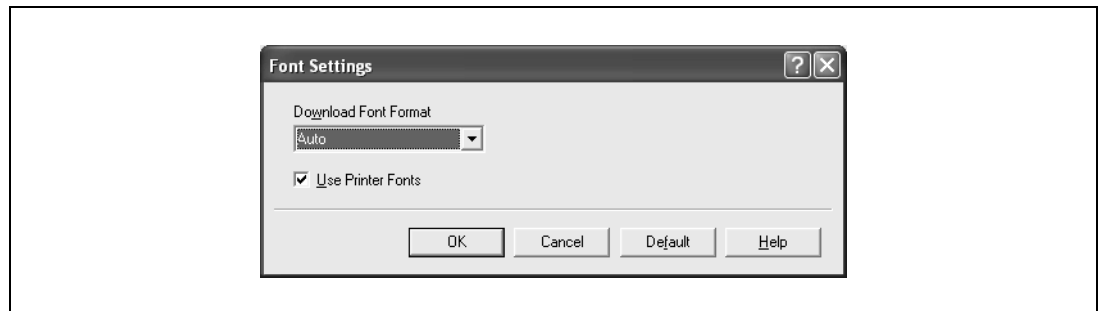 Font Settings
Download Font Format
Auto
Use Printer Fonts
OK Cancel Default Help